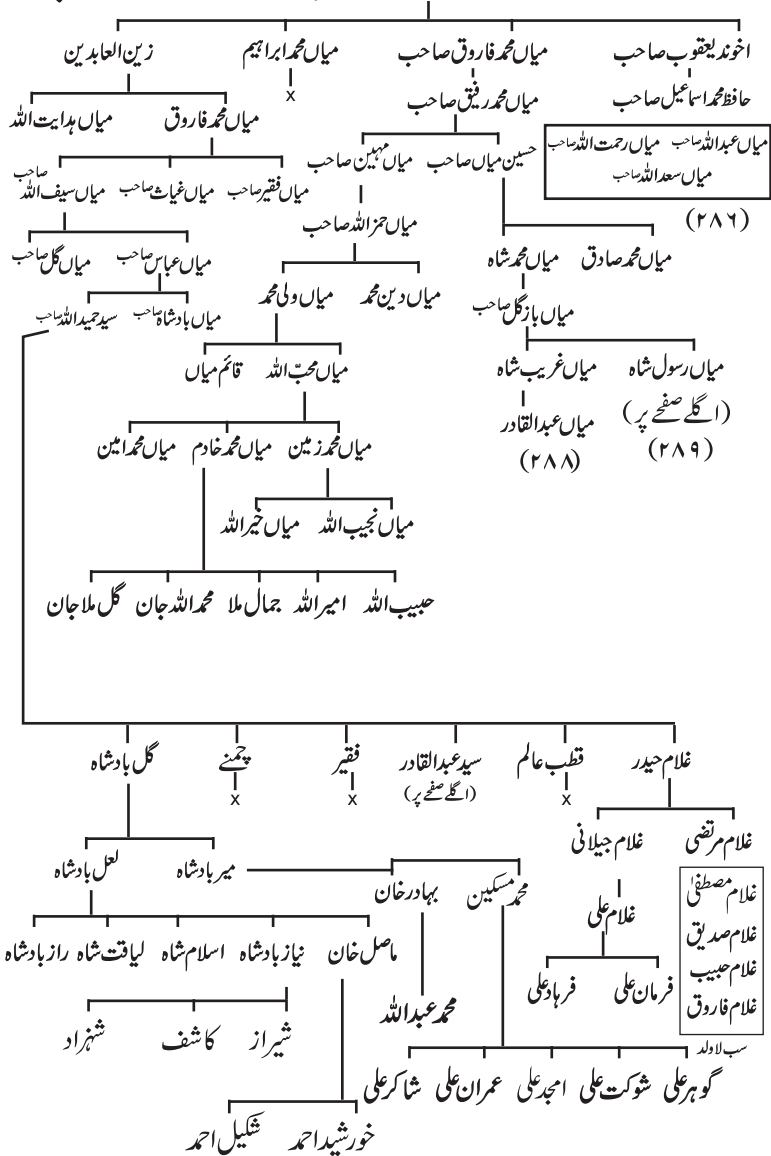 اخوند یعقوب صاحب میاں محمد فاروق صاحب میاں محمد ابراہیم زین العابدین
حافظ محمد اسماعیل صاحب میاں محمد رفیق صاحب x میاں محمد فاروق میاں ہدایت اللہ
میاں عبداللہ صاحب میاں رحمت اللہ صاحب
میاں سعد اللہ صاحب
(۲۸۶)
حسین میاں صاحب میاں مہین صاحب میاں فقیر صاحب میاں غیاث صاحب میاں سیف اللہ صاحب
میاں حمز اللہ صاحب
میاں محمد صادق میاں محمد شاہ میاں عباس صاحب میاں گل صاحب
میاں دین محمد میاں ولی محمد
میاں باز گل صاحب میاں بادشاہ صاحب سید حمید اللہ صاحب
میاں رسول شاہ میاں غریب شاہ میاں محبّ اللہ قائم میاں
(اگلے صفحے پر) میاں عبدالقادر
(۲۸۹) (۲۸۸)
میاں محمد زمین میاں محمد خادم میاں محمد امین
میاں نجیب اللہ میاں خیر اللہ
حبیب اللہ امیر اللہ جمال ملا محمد اللہ جان گل ملا جان
غلام حیدر قطب عالم سید عبدالقادر فقیر چمنے گل بادشاہ
x (اگلے صفحے پر) x x
غلام مرتضیٰ غلام جیلانی
میر بادشاہ لعل بادشاہ
محمد مسکین بہادر خان
غلام مصطفیٰ
غلام صدیق
غلام حبیب
غلام فاروق
سب لاولد
غلام علی
ماصل خان نیاز بادشاہ اسلام شاہ لیاقت شاہ راز بادشاہ
فرمان علی فرہاد علی
محمد عبداللہ
شیراز کاشف شہزاد
گوہر علی شوکت علی امجد علی عمران علی شاکر علی
خورشید احمد شکیل احمد